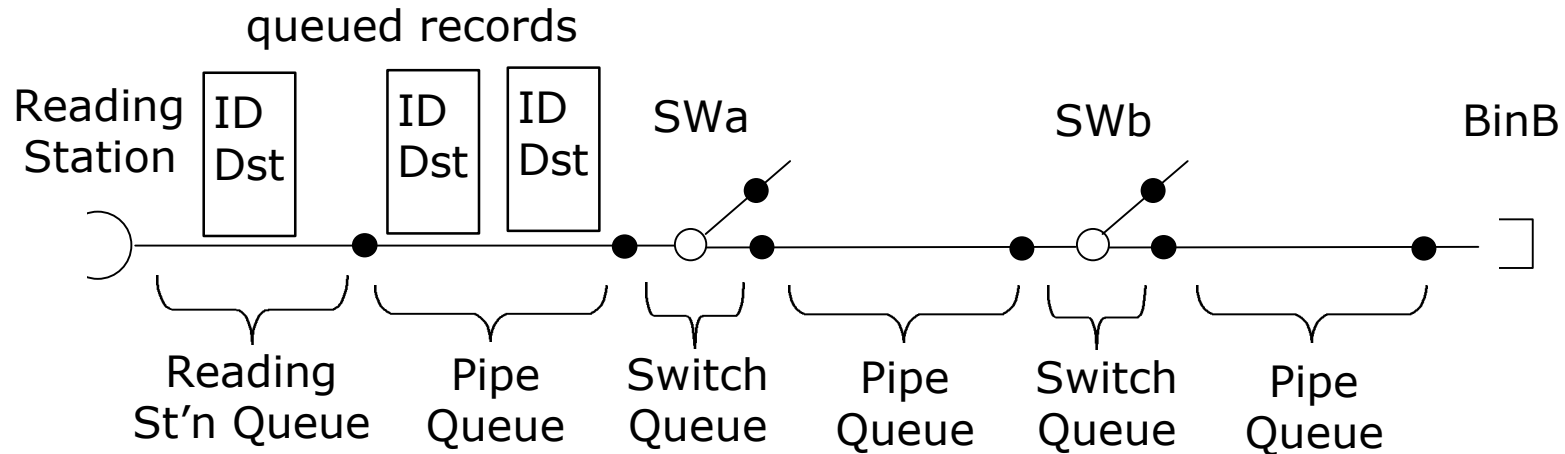 queued records
Reading
Station
ID
Dst
ID
Dst
ID
Dst
SWa
SWb
BinB
Reading
St’n Queue
Pipe
Queue
Switch
Queue
Pipe
Queue
Switch
Queue
Pipe
Queue